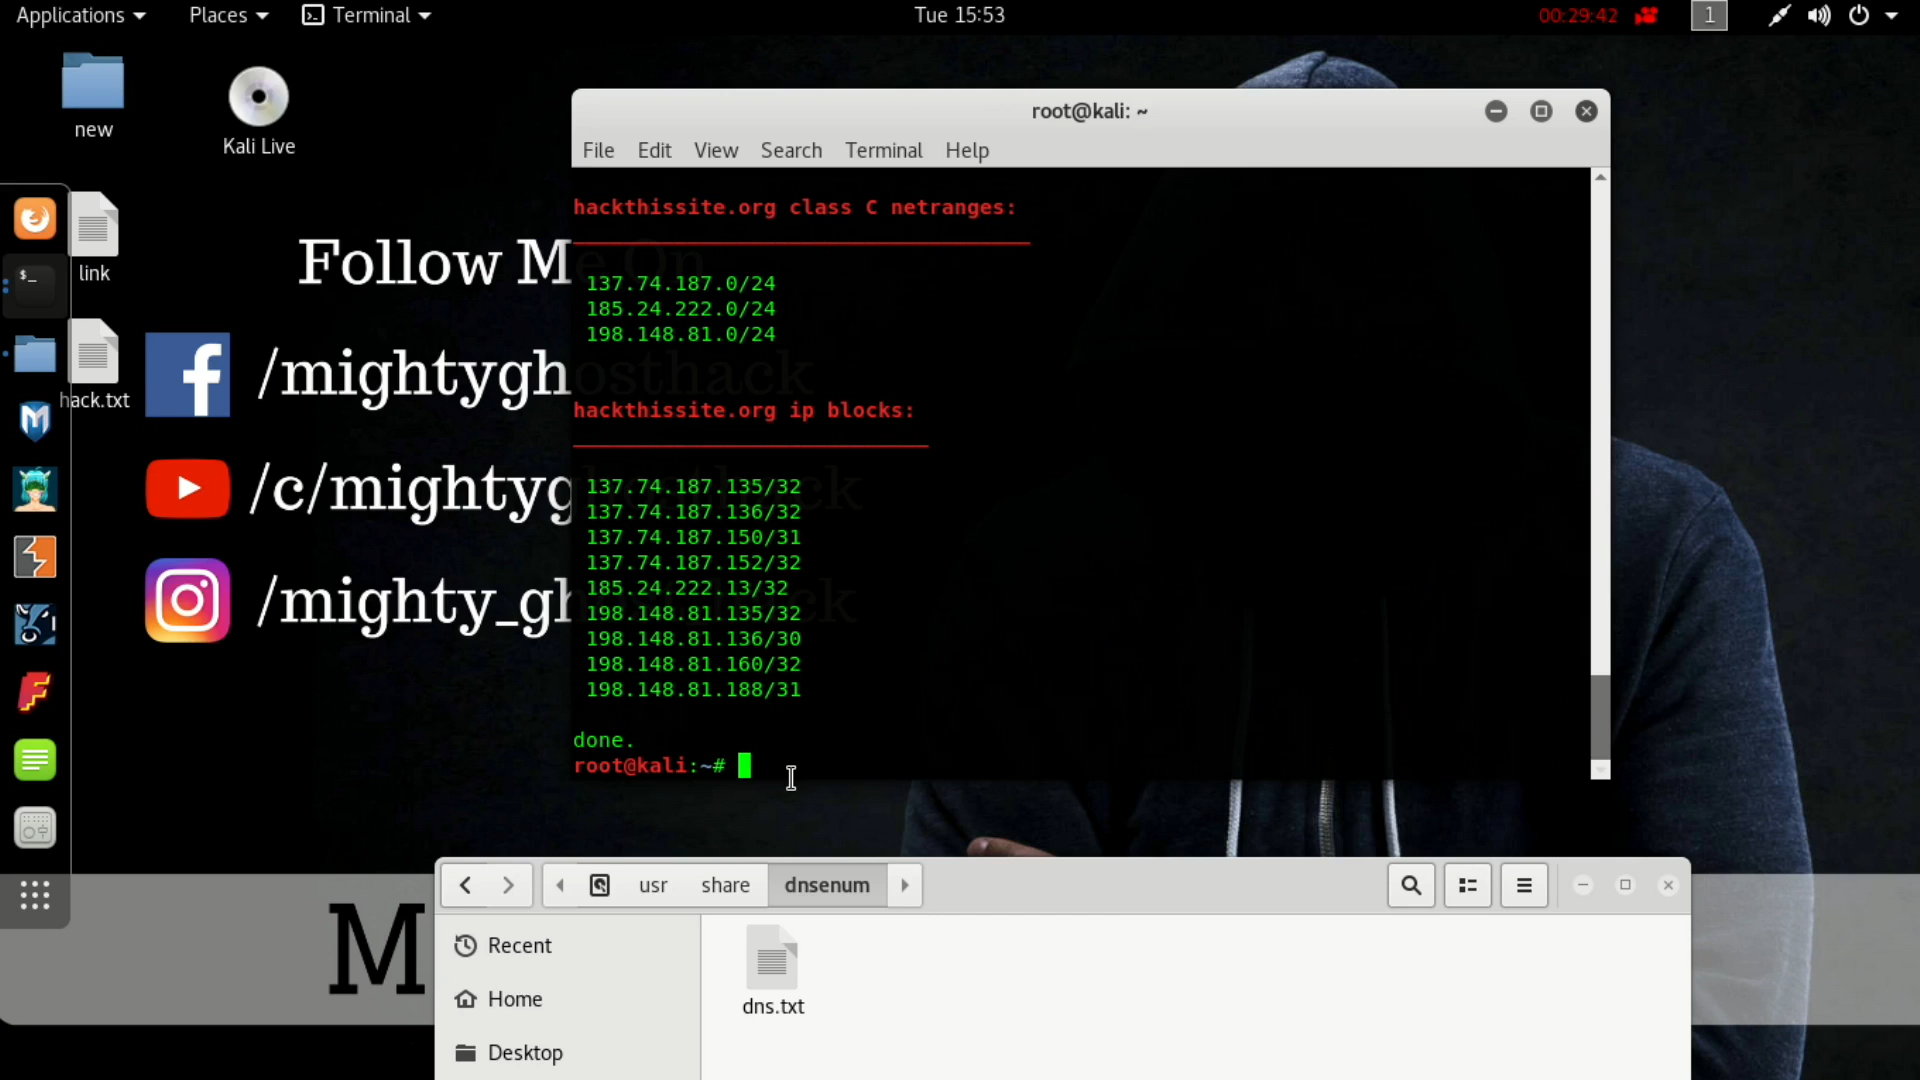 Applications Places Terminal Tue 15:53 00:29:42 1
new
Kali Live
link
hack.txt
Follow Me On
/mightyghosthack
/c/mightyghosthack
/mighty_gh
M
root@kali: ~
File Edit View Search Terminal Help
hackthissite.org class C netranges:
137.74.187.0/24
185.24.222.0/24
198.148.81.0/24
hackthissite.org ip blocks:
137.74.187.135/32
137.74.187.136/32
137.74.187.150/31
137.74.187.152/32
185.24.222.13/32
198.148.81.135/32
198.148.81.136/30
198.148.81.160/32
198.148.81.188/31
done.
root@kali:~#
usr share dnsenum
Recent
Home
Desktop
dns.txt